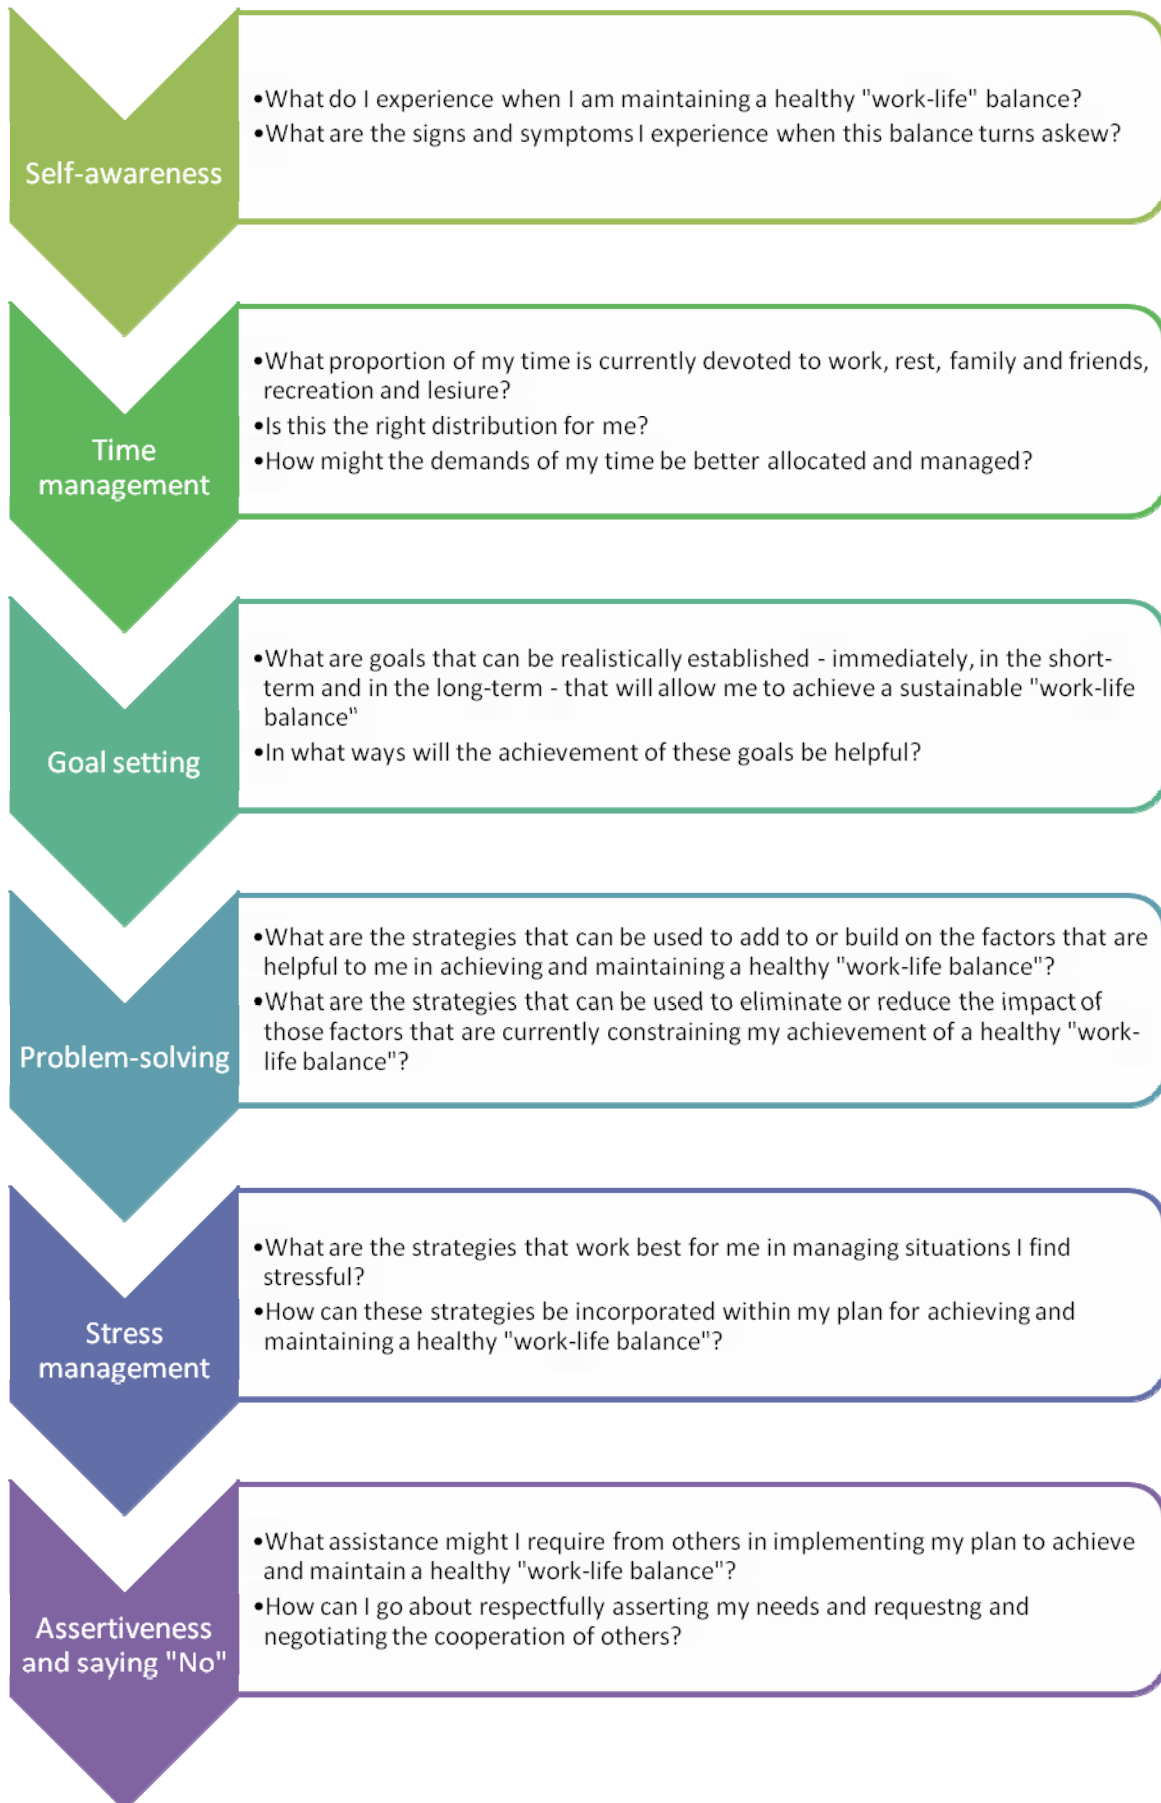 Self-awareness
•What do I experience when I am maintaining a healthy "work-life" balance?
•What are the signs and symptoms I experience when this balance turns askew?
Time
management
•What proportion of my time is currently devoted to work, rest, family and friends,
recreation and lesiure?
•Is this the right distribution for me?
•How might the demands of my time be better allocated and managed?
Goal setting
•What are goals that can be realistically established - immediately, in the short-
term and in the long-term - that will allow me to achieve a sustainable "work-life
balance"
•In what ways will the achievement of these goals be helpful?
Problem-solving
•What are the strategies that can be used to add to or build on the factors that are
helpful to me in achieving and maintaining a healthy "work-life balance"?
•What are the strategies that can be used to eliminate or reduce the impact of
those factors that are currently constraining my achievement of a healthy "work-
life balance"?
Stress
management
•What are the strategies that work best for me in managing situations I find
stressful?
•How can these strategies be incorporated within my plan for achieving and
maintaining a healthy "work-life balance"?
Assertiveness
and saying "No"
•What assistance might I require from others in implementing my plan to achieve
and maintain a healthy "work-life balance"?
•How can I go about respectfully asserting my needs and requestng and
negotiating the cooperation of others?